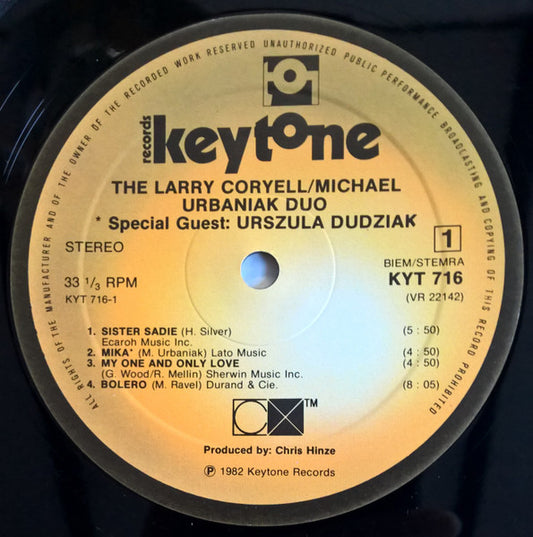 ALL RIGHTS OF THE MANUFACTURER AND OF THE OWNER OF THE RECORDED WORK RESERVED UNAUTHORIZED PUBLIC PERFORMANCE BROADCASTING AND COPYING OF THIS RECORD PROHIBITED
records
keytone
THE LARRY CORYELL/MICHAEL
URBANIAK DUO
* Special Guest: URSZULA DUDZIAK
STEREO
1
BIEM/STEMRA
33 1/3 RPM
KYT 716
KYT 716-1
(VR 22142)
1. SISTER SADIE (H. Silver) (5 : 50)
Ecaroh Music Inc.
2. MIKA* (M. Urbaniak) Lato Music (4 : 50)
3. MY ONE AND ONLY LOVE (4 : 50)
(G. Wood/R. Mellin) Sherwin Music Inc.
4. BOLERO (M. Ravel) Durand & Cie. (8 : 05)
TM
Produced by: Chris Hinze
℗ 1982 Keytone Records